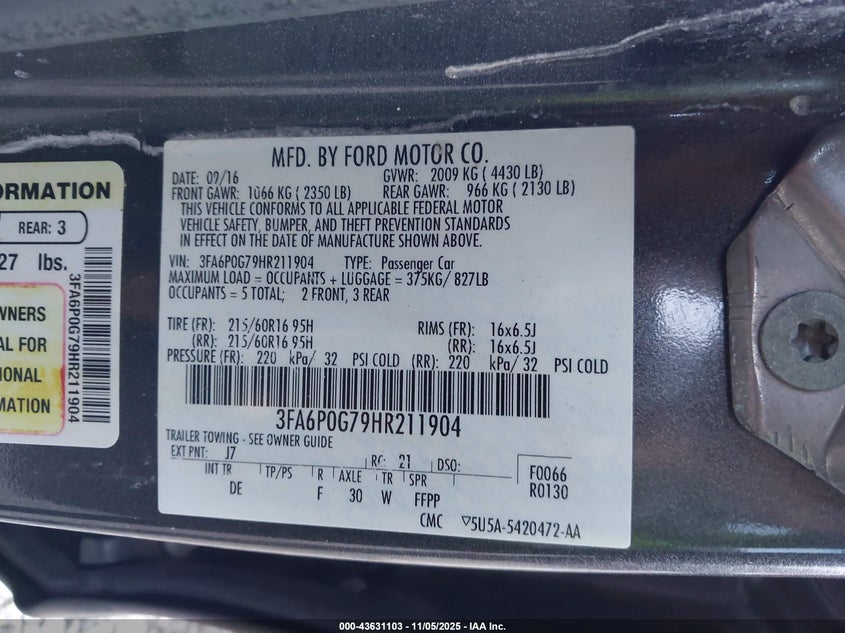 MFD. BY FORD MOTOR CO.
DATE: 09/16 GVWR: 2009 KG ( 4430 LB)
FRONT GAWR: 1066 KG ( 2350 LB) REAR GAWR: 966 KG ( 2130 LB)
THIS VEHICLE CONFORMS TO ALL APPLICABLE FEDERAL MOTOR
VEHICLE SAFETY, BUMPER, AND THEFT PREVENTION STANDARDS
IN EFFECT ON THE DATE OF MANUFACTURE SHOWN ABOVE.
VIN: 3FA6P0G79HR211904 TYPE: Passenger Car
MAXIMUM LOAD = OCCUPANTS + LUGGAGE = 375KG/ 827LB
OCCUPANTS = 5 TOTAL; 2 FRONT, 3 REAR
TIRE (FR): 215/60R16 95H RIMS (FR): 16x6.5J
(RR): 215/60R16 95H (RR): 16x6.5J
PRESSURE (FR): 220 kPa/ 32 PSI COLD (RR): 220 kPa/ 32 PSI COLD
3FA6P0G79HR211904
TRAILER TOWING - SEE OWNER GUIDE
EXT PNT: J7 RC: 21 DSO:
INT TR TP/PS R AXLE TR SPR
DE F 30 W FFPP
F0066
R0130
CMC ▽5U5A-5420472-AA
ORMATION
REAR: 3
27 lbs.
WNERS
AL FOR
IONAL
MATION
3FA6P0G79HR211904
000-43631103 — 11/05/2025 — IAA Inc.